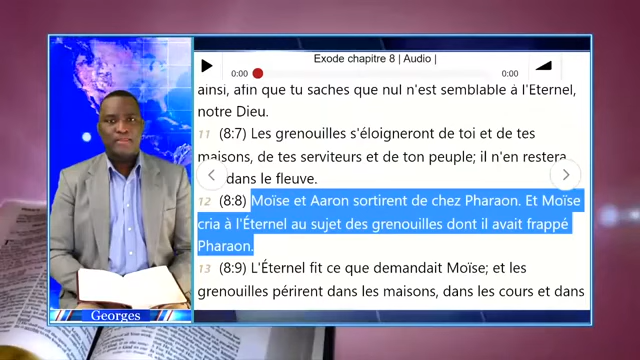 Exode chapitre 8 | Audio |
0:00
0:00
ainsi, afin que tu saches que nul n'est semblable à l'Eternel,
notre Dieu.
11 (8:7) Les grenouilles s'éloigneront de toi et de tes
maisons, de tes serviteurs et de ton peuple; il n'en restera
dans le fleuve.
12 (8:8) Moïse et Aaron sortirent de chez Pharaon. Et Moïse
cria à l'Éternel au sujet des grenouilles dont il avait frappé
Pharaon.
13 (8:9) L'Éternel fit ce que demandait Moïse; et les
grenouilles périrent dans les maisons, dans les cours et dans
Georges